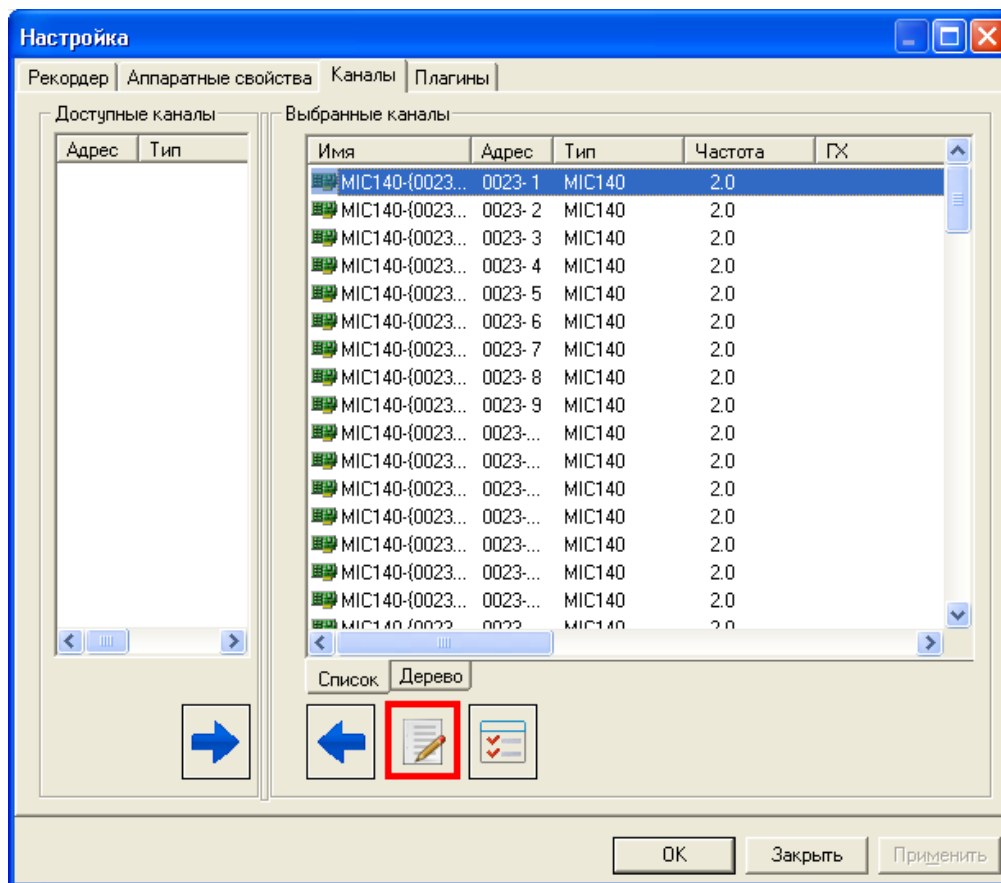 Настройка
Рекордер Аппаратные свойства Каналы Плагины
Доступные каналы Выбранные каналы
Адрес Тип Имя Адрес Тип Частота ГХ
MIC140-{0023... 0023- 1 MIC140 2.0
MIC140-{0023... 0023- 2 MIC140 2.0
MIC140-{0023... 0023- 3 MIC140 2.0
MIC140-{0023... 0023- 4 MIC140 2.0
MIC140-{0023... 0023- 5 MIC140 2.0
MIC140-{0023... 0023- 6 MIC140 2.0
MIC140-{0023... 0023- 7 MIC140 2.0
MIC140-{0023... 0023- 8 MIC140 2.0
MIC140-{0023... 0023- 9 MIC140 2.0
MIC140-{0023... 0023-... MIC140 2.0
MIC140-{0023... 0023-... MIC140 2.0
MIC140-{0023... 0023-... MIC140 2.0
MIC140-{0023... 0023-... MIC140 2.0
MIC140-{0023... 0023-... MIC140 2.0
MIC140-{0023... 0023-... MIC140 2.0
MIC140-{0023... 0023-... MIC140 2.0
MIC140-{0023... 0023-... MIC140 2.0
Список Дерево
OK Закрыть Применить